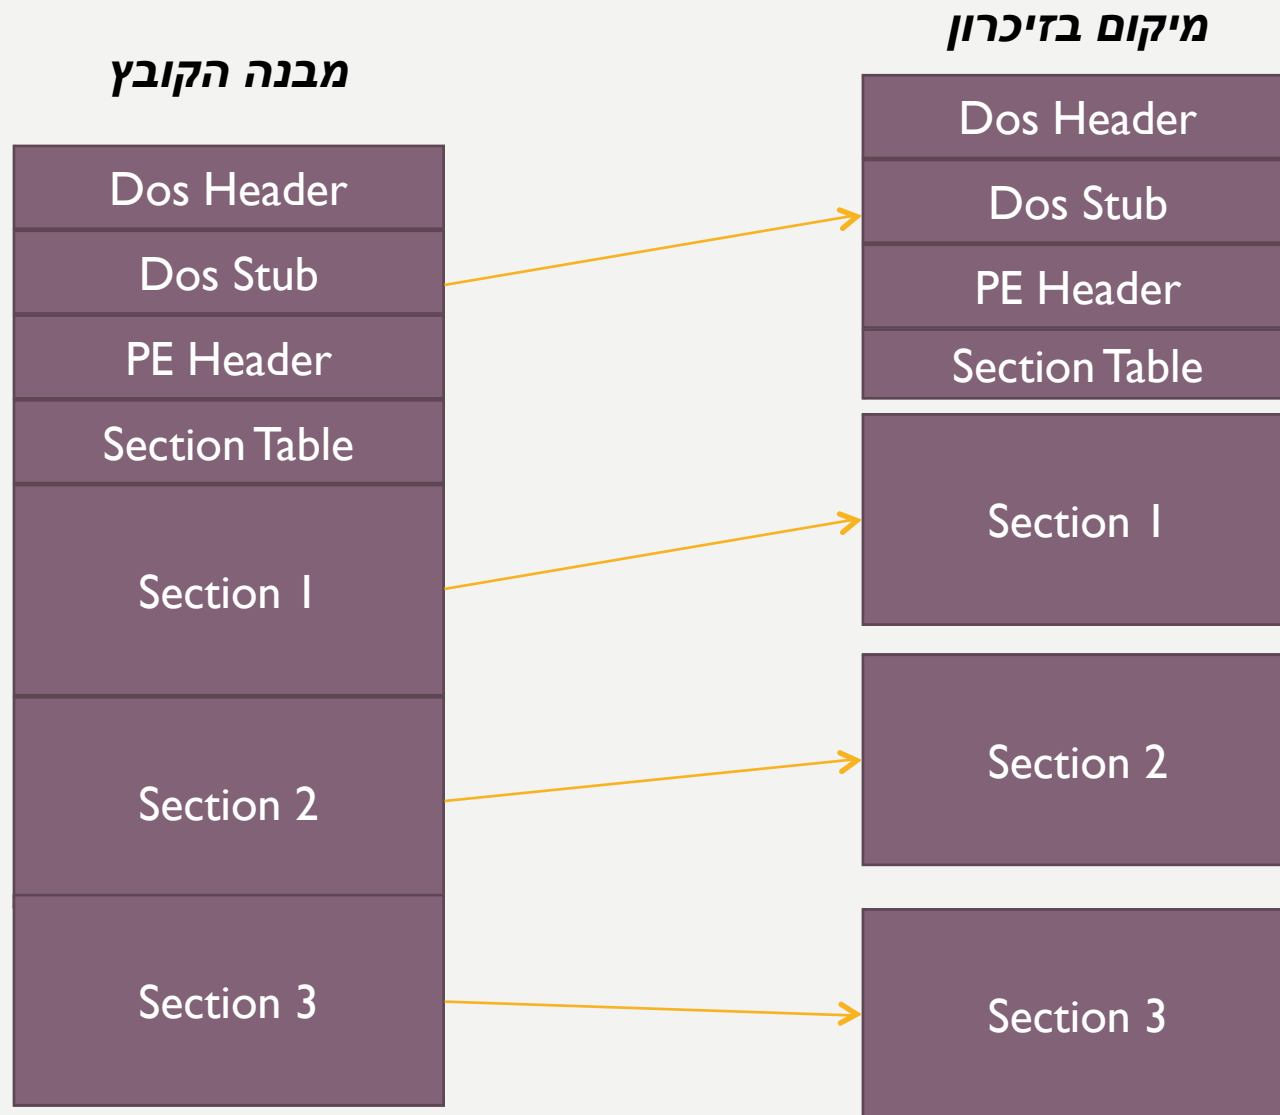 מבנה הקובץ
Dos Header
Dos Stub
PE Header
Section Table
Section 1
Section 2
Section 3
מיקום בזיכרון
Dos Header
Dos Stub
PE Header
Section Table
Section 1
Section 2
Section 3